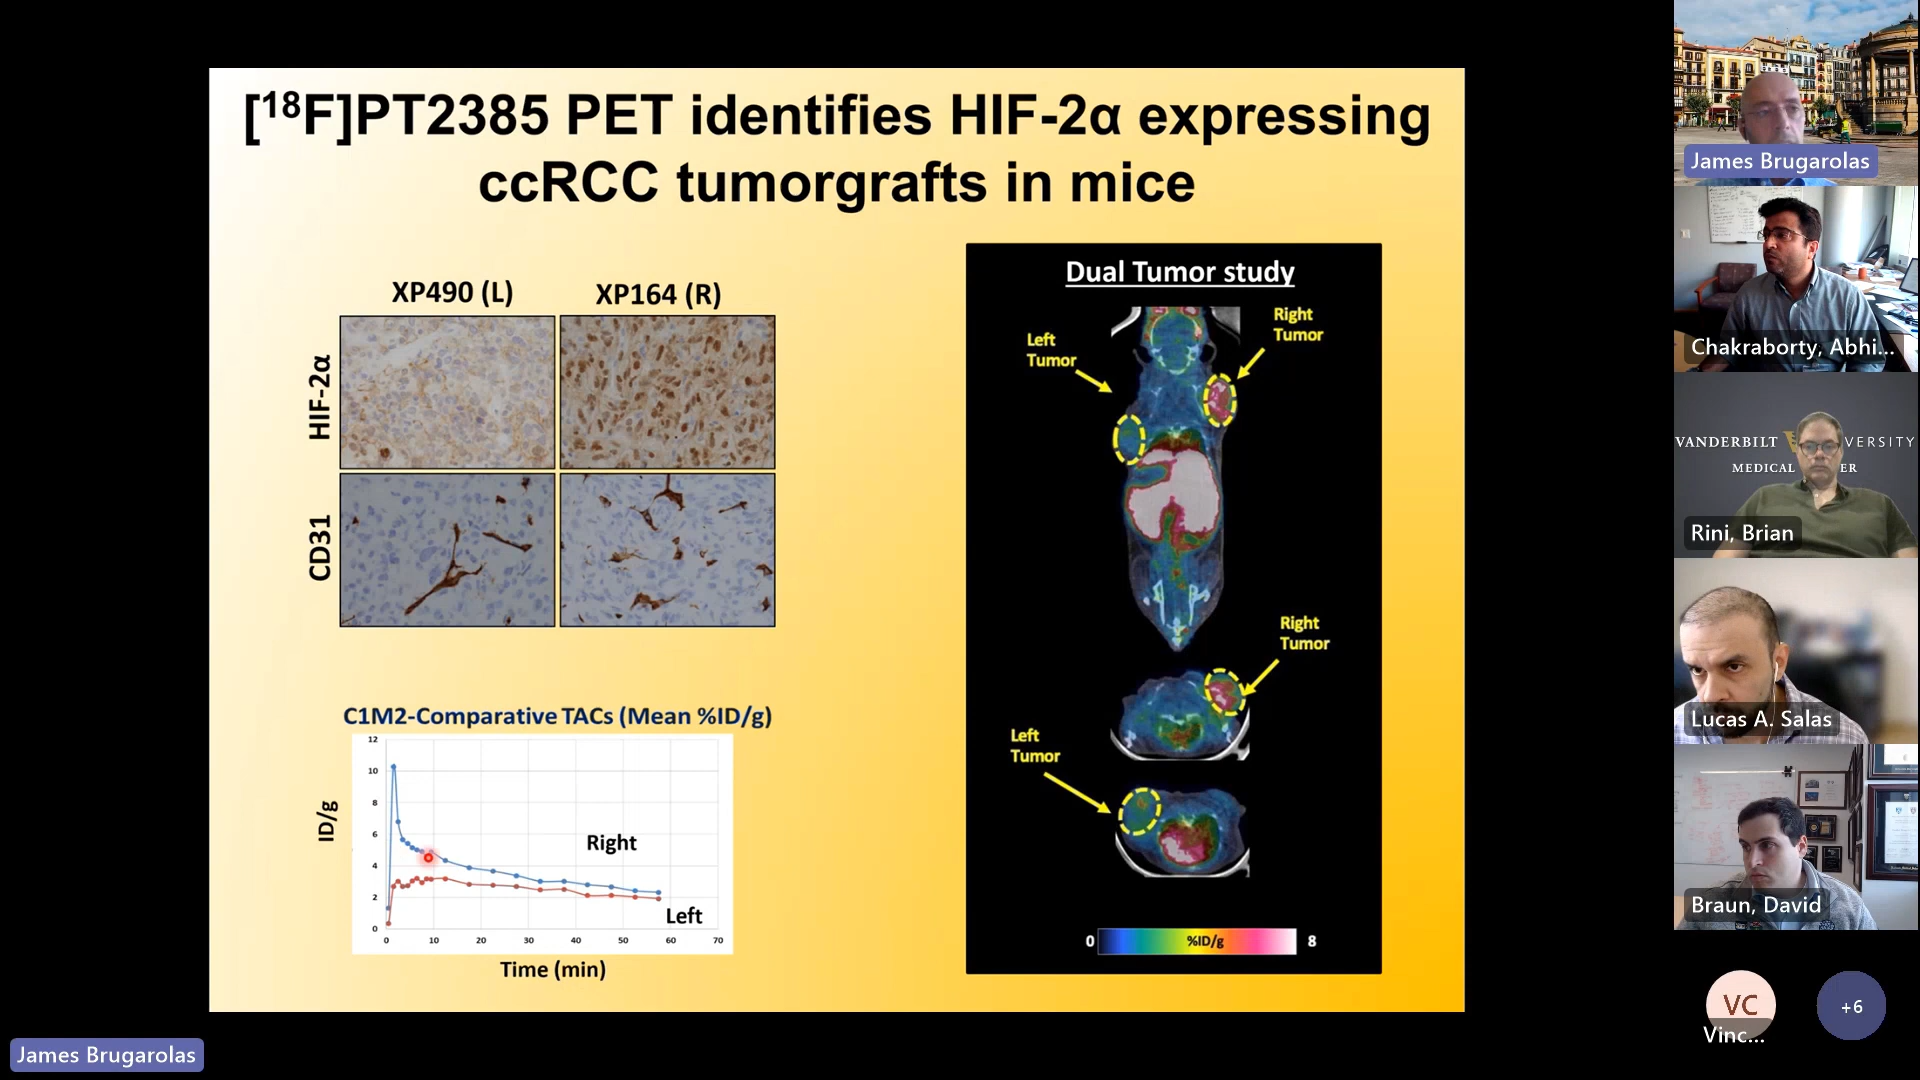 [¹⁸F]PT2385 PET identifies HIF-2α expressing
ccRCC tumorgrafts in mice
XP490 (L)
XP164 (R)
HIF-2α
CD31
C1M2-Comparative TACs (Mean %ID/g)
12
10
8
6
4
2
0
ID/g
Right
Left
0 10 20 30 40 50 60 70
Time (min)
Dual Tumor study
Left
Tumor
Right
Tumor
Right
Tumor
Left
Tumor
0 %ID/g 8
James Brugarolas
James Brugarolas
Chakraborty, Abhi...
VANDERBILT
VERSITY
MEDICAL
ER
Rini, Brian
Lucas A. Salas
Braun, David
VC
Vinc...
+6